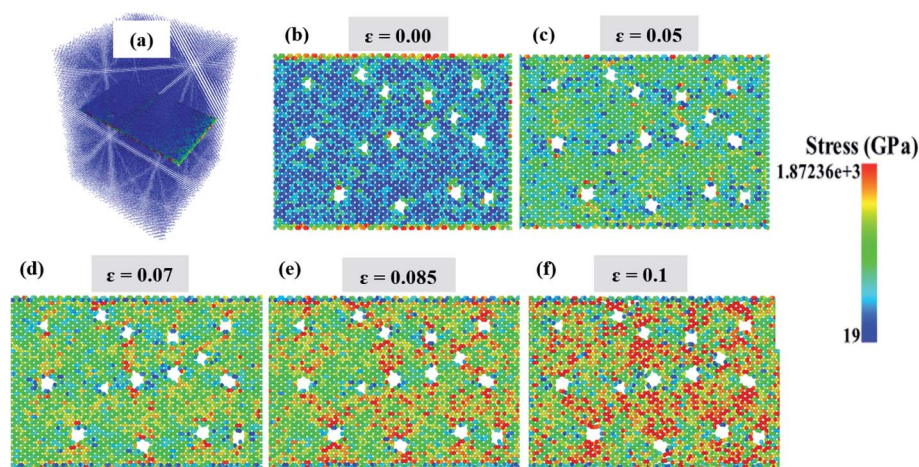 (a)
(b)
ε = 0.00
(c)
ε = 0.05
Stress (GPa)
1.87236e+3
19
(d)
ε = 0.07
(e)
ε = 0.085
(f)
ε = 0.1